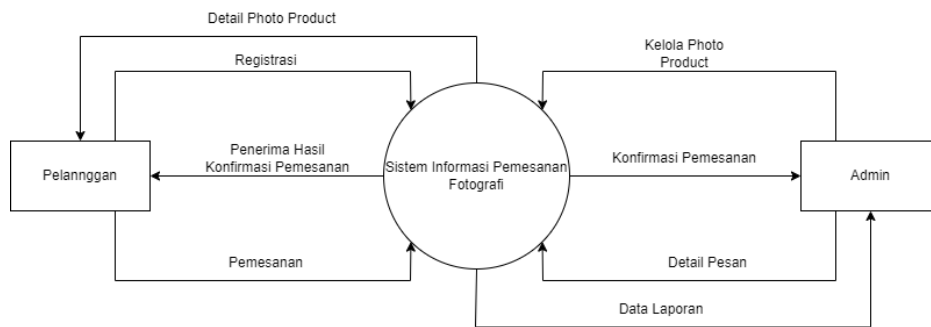 Detail Photo Product
Kelola Photo
Product
Registrasi
Penerima Hasil
Konfirmasi Pemesanan
Sistem Informasi Pemesanan
Fotografi
Konfirmasi Pemesanan
Pelannggan
Admin
Pemesanan
Detail Pesan
Data Laporan